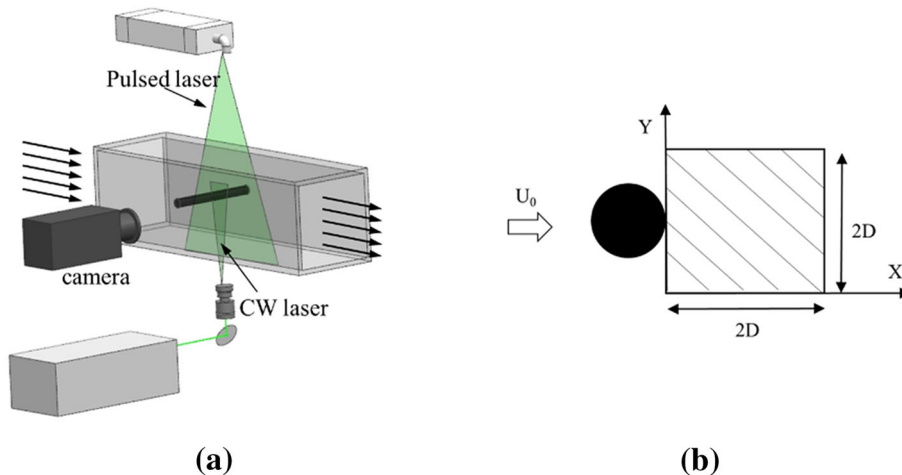 Pulsed laser
camera
CW laser
(a)
Y
U₀
2D
X
2D
(b)